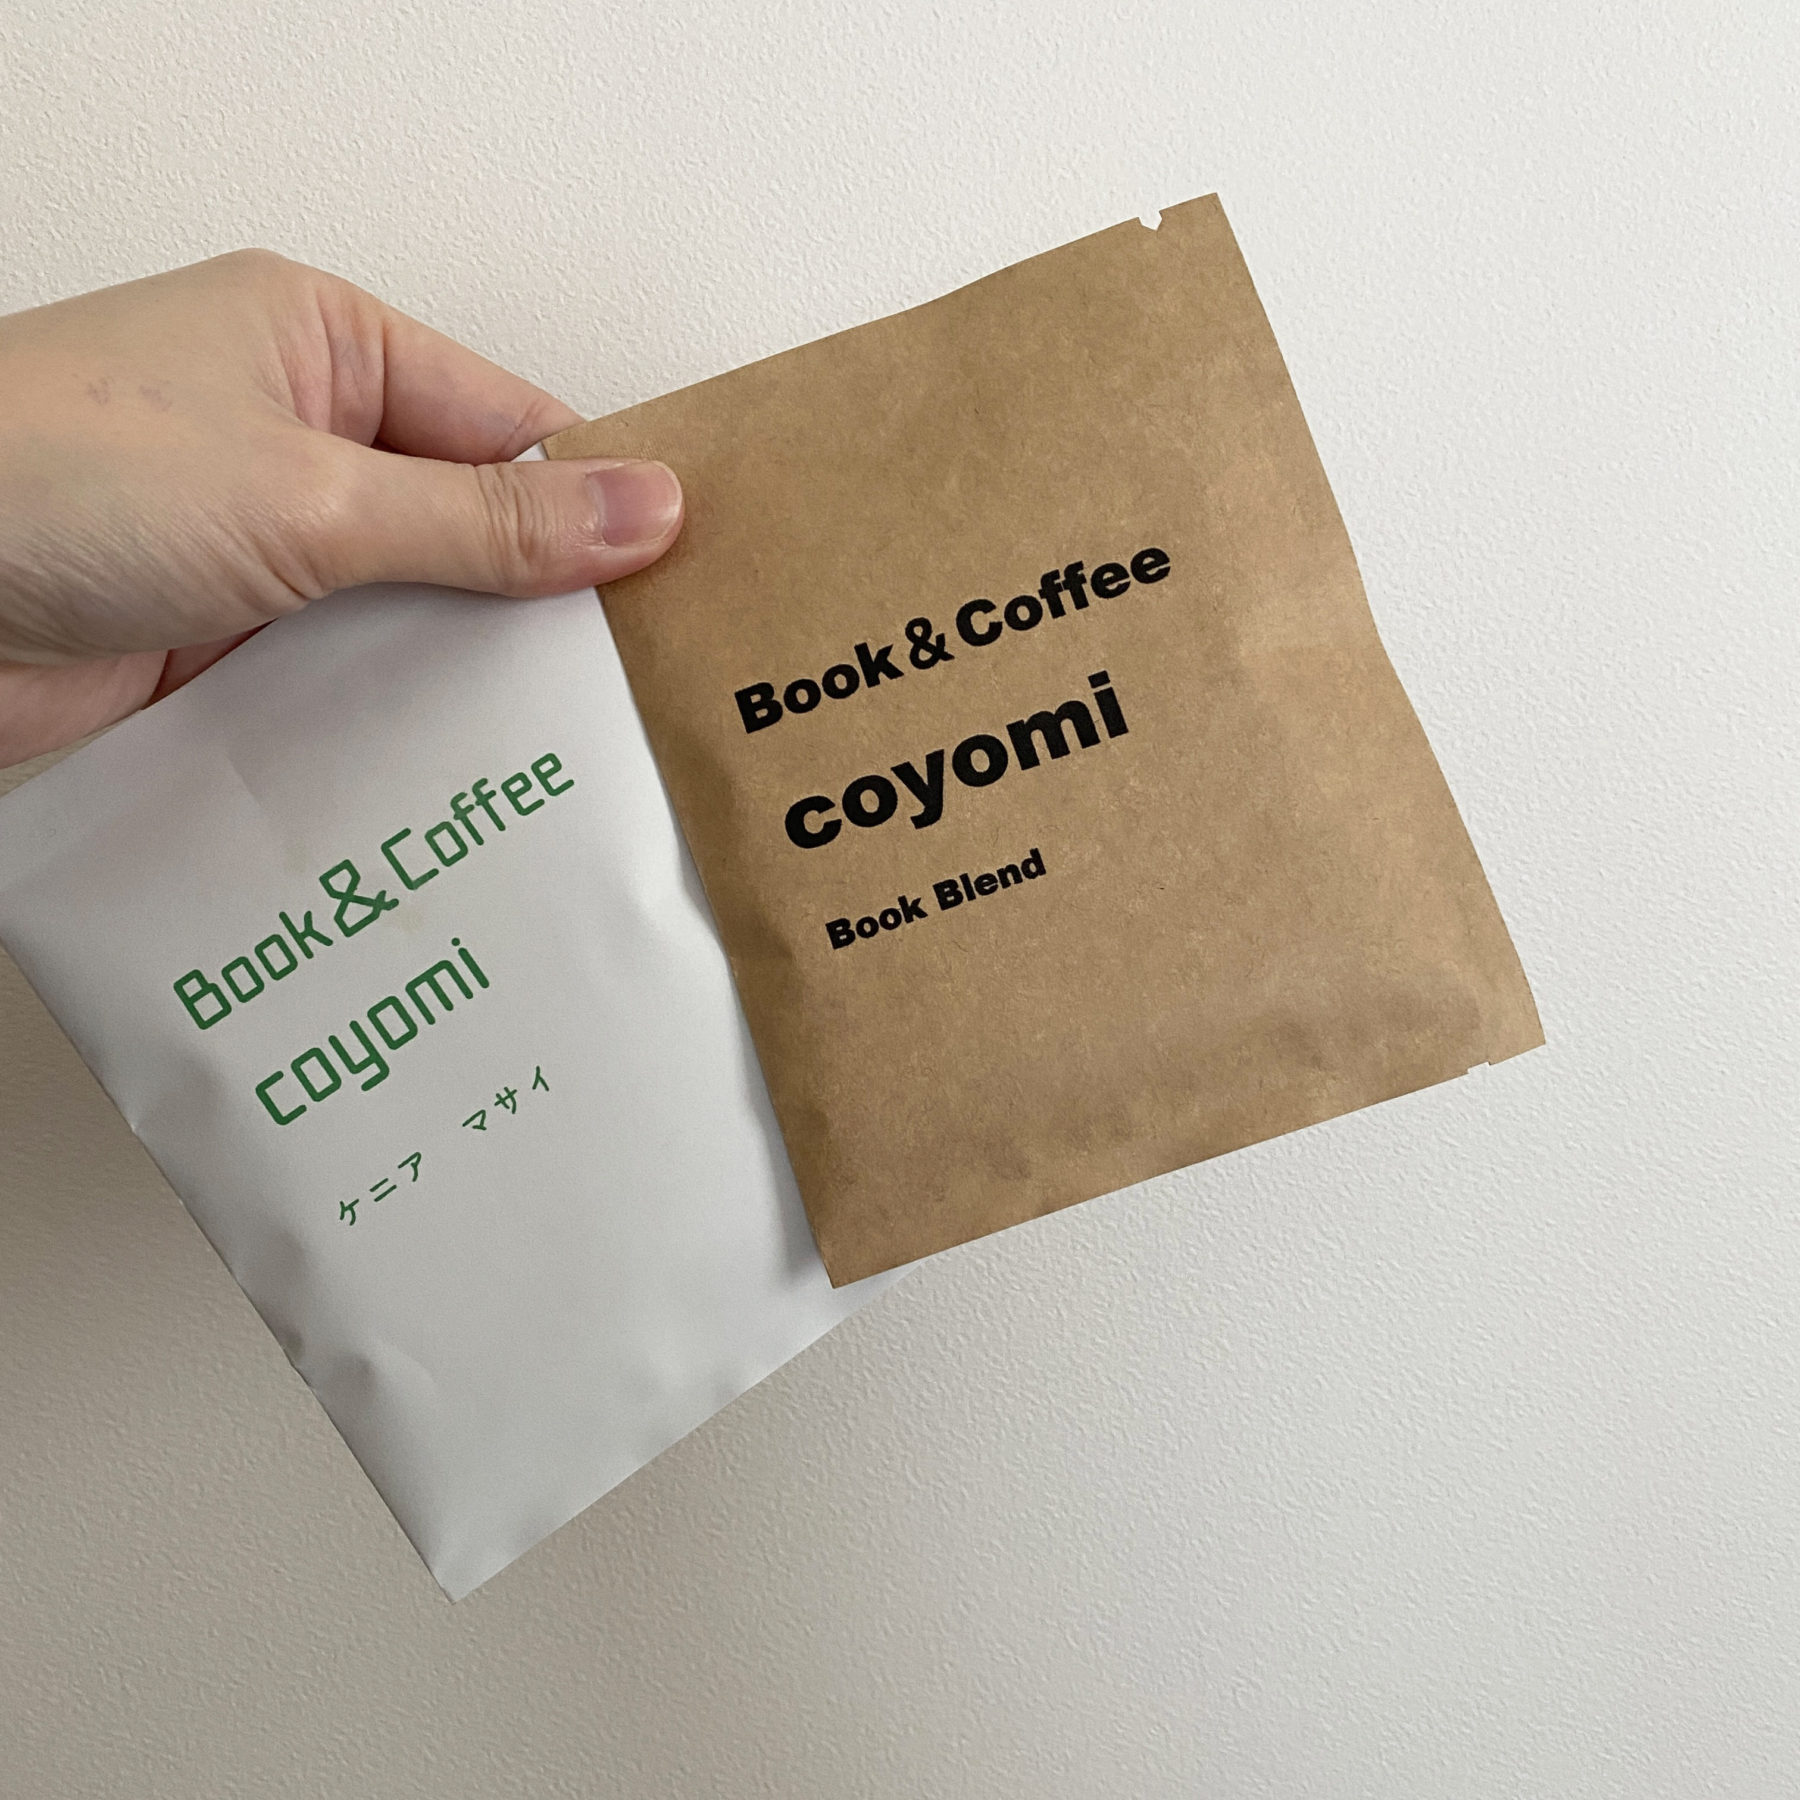 Book&Coffee
coyomi
ケニア　マサイ
Book&Coffee
coyomi
Book Blend